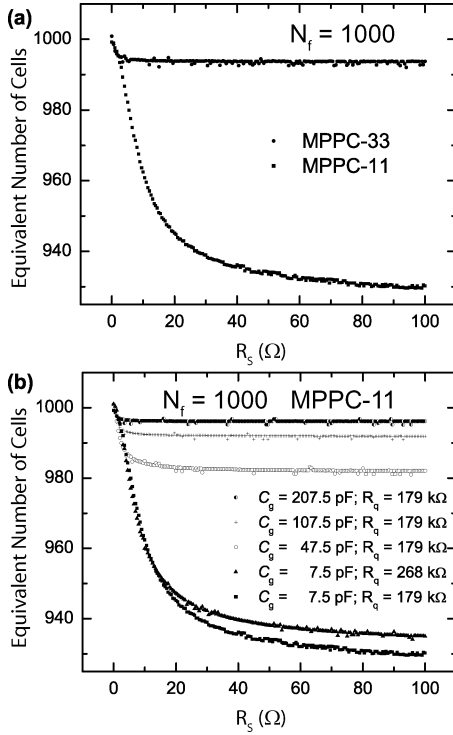 (a)
N_f = 1000
Equivalent Number of Cells
1000
980
960
940
MPPC-33
MPPC-11
0 20 40 60 80 100
R_S (Ω)
(b)
N_f = 1000 MPPC-11
Equivalent Number of Cells
1000
980
960
940
C_g = 207.5 pF; R_q = 179 kΩ
C_g = 107.5 pF; R_q = 179 kΩ
C_g = 47.5 pF; R_q = 179 kΩ
C_g = 7.5 pF; R_q = 268 kΩ
C_g = 7.5 pF; R_q = 179 kΩ
0 20 40 60 80 100
R_S (Ω)